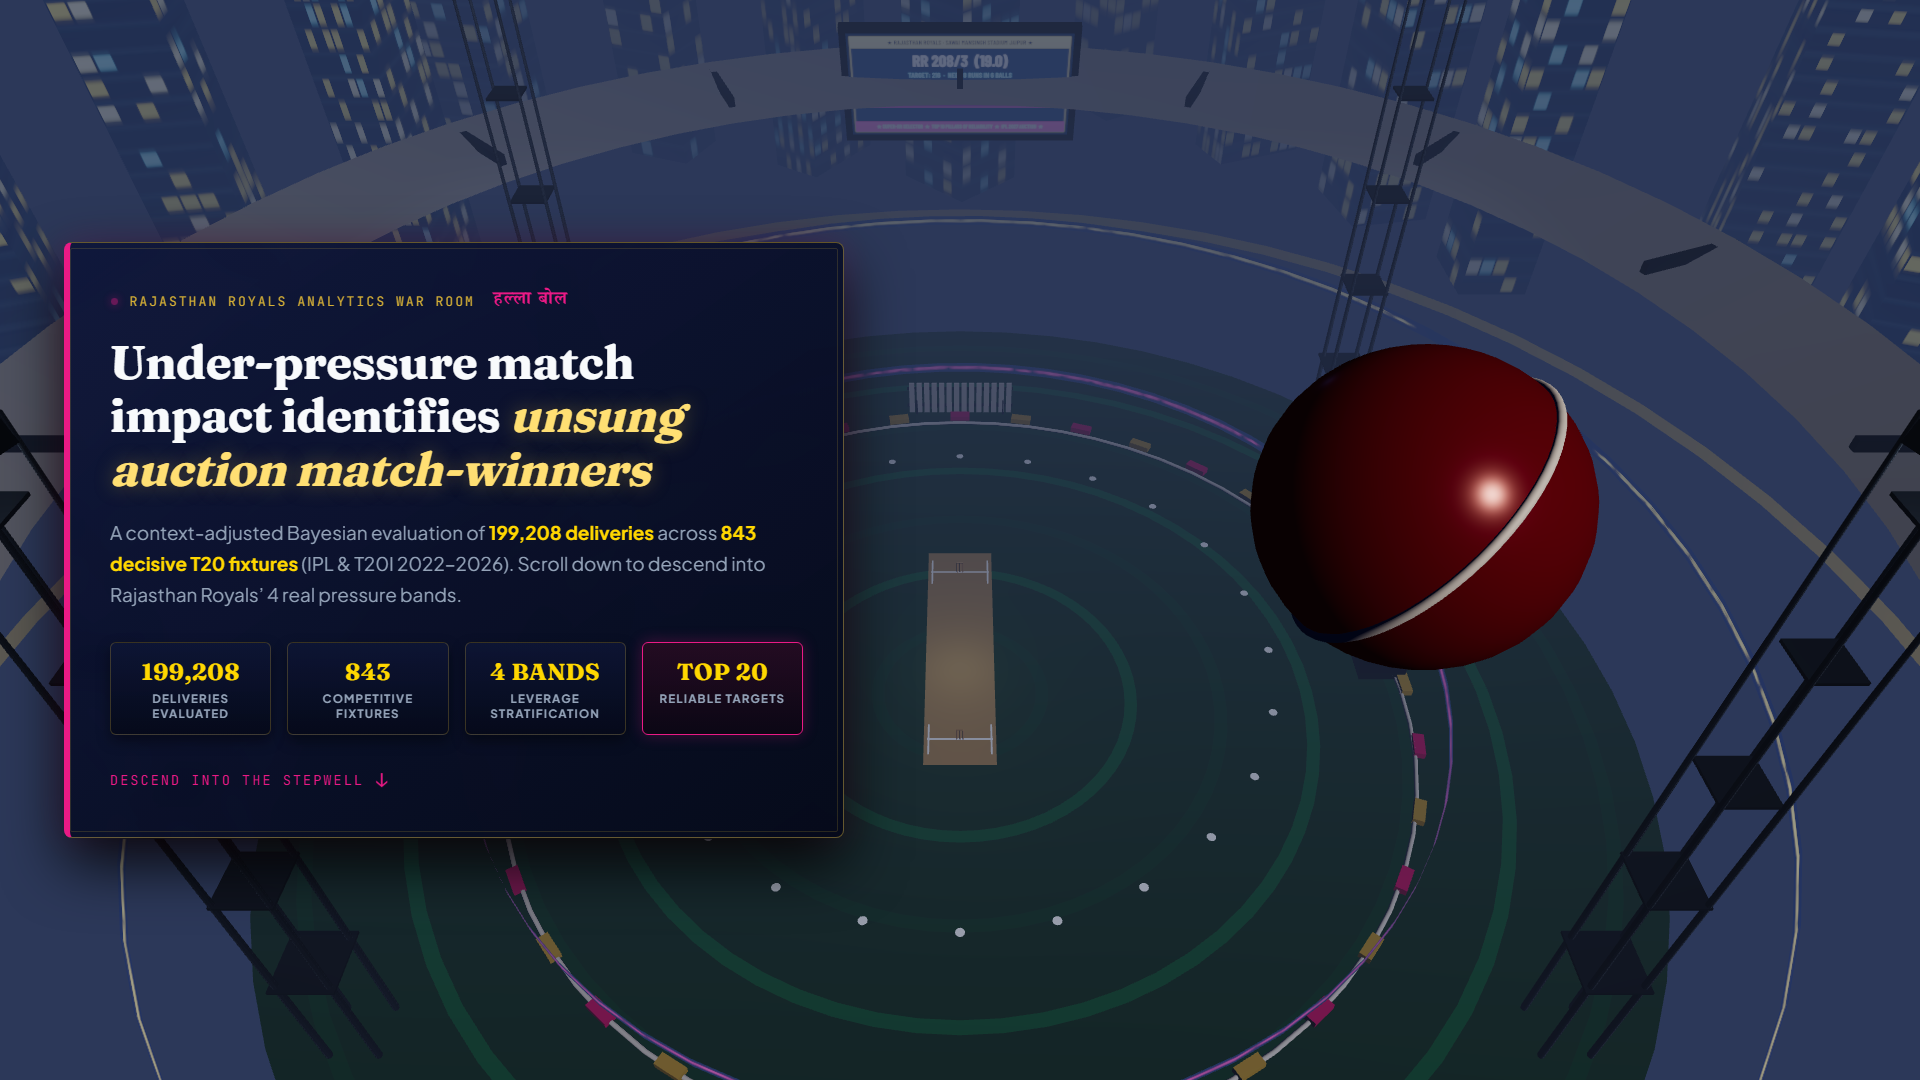 RR 208/3 (19.0)
RAJASTHAN ROYALS ANALYTICS WAR ROOM हल्ला बोल
Under-pressure match
impact identifies unsung
auction match-winners
A context-adjusted Bayesian evaluation of 199,208 deliveries across 843
decisive T20 fixtures (IPL & T20I 2022–2026). Scroll down to descend into
Rajasthan Royals’ 4 real pressure bands.
199,208
DELIVERIES
EVALUATED
843
COMPETITIVE
FIXTURES
4 BANDS
LEVERAGE
STRATIFICATION
TOP 20
RELIABLE TARGETS
DESCEND INTO THE STEPWELL ↓